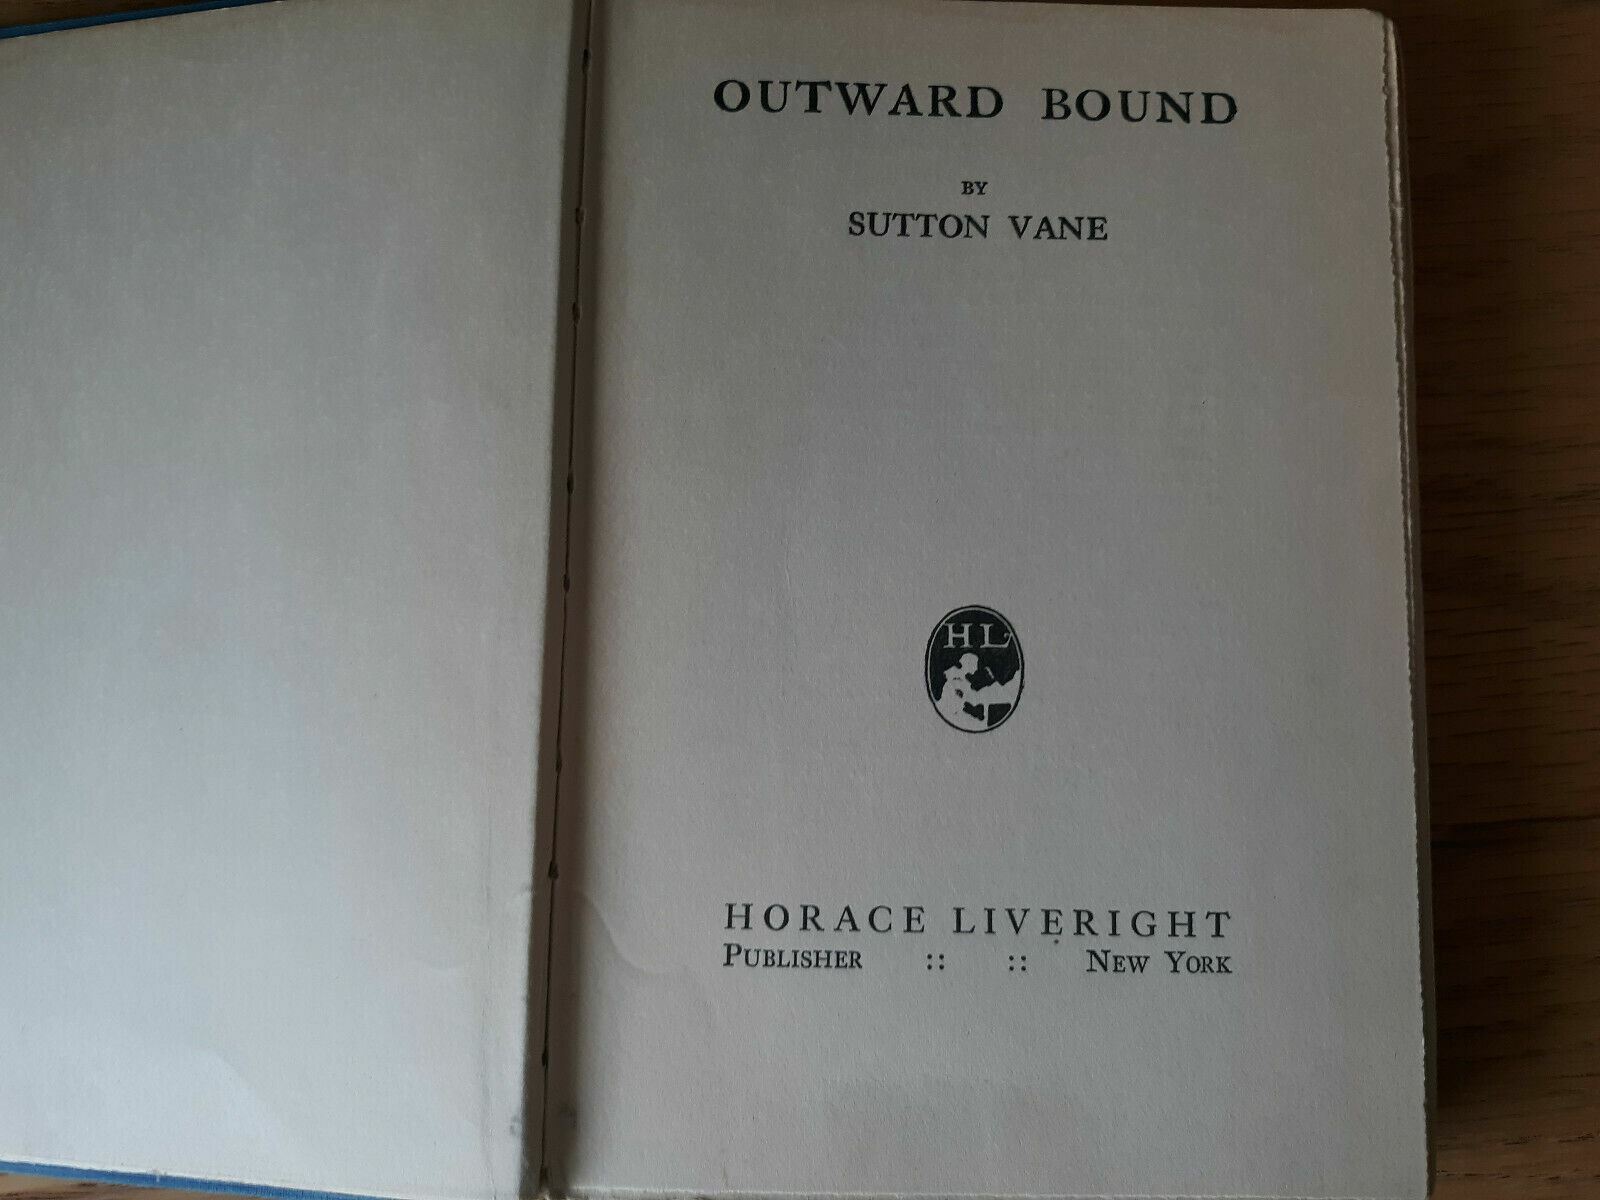 OUTWARD BOUND
BY
SUTTON VANE
HL
HORACE LIVERIGHT
PUBLISHER :: :: NEW YORK